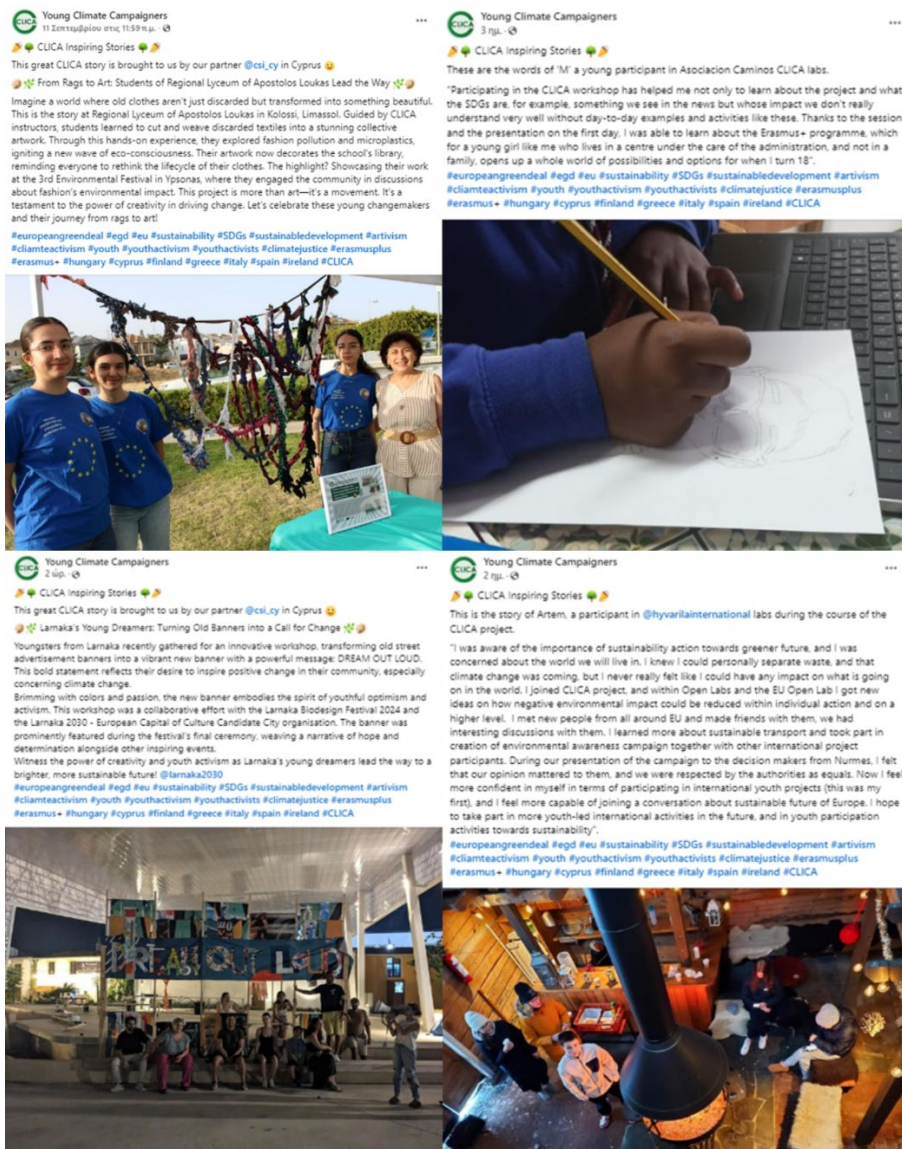 CLICA
Young Climate Campaigners
11 Σεπτεμβρίου στις 11:59 π.μ. ·
CLICA Inspiring Stories
This great CLICA story is brought to us by our partner @csi_cy in Cyprus
From Rags to Art: Students of Regional Lyceum of Apostolos Loukas Lead the Way
Imagine a world where old clothes aren't just discarded but transformed into something beautiful.
This is the story at Regional Lyceum of Apostolos Loukas in Kolossi, Limassol. Guided by CLICA
instructors, students learned to cut and weave discarded textiles into a stunning collective
artwork. Through this hands-on experience, they explored fashion pollution and microplastics,
igniting a new wave of eco-consciousness. Their artwork now decorates the school's library,
reminding everyone to rethink the lifecycle of their clothes. The highlight? Showcasing their work
at the 3rd Environmental Festival in Ypsonas, where they engaged the community in discussions
about fashion's environmental impact. This project is more than art—it's a movement. It's a
testament to the power of creativity in driving change. Let's celebrate these young changemakers
and their journey from rags to art!
#europeangreendeal #egd #eu #sustainability #SDGs #sustainabledevelopment #artivism
#cliamteactivism #youth #youthactivism #youthactivists #climatejustice #erasmusplus
#erasmus+ #hungary #cyprus #finland #greece #italy #spain #ireland #CLICA
CLICA
Young Climate Campaigners
3 ημ. ·
CLICA Inspiring Stories
These are the words of 'M' a young participant in Asociacion Caminos CLICA labs.
"Participating in the CLICA workshop has helped me not only to learn about the project and what
the SDGs are, for example, something we see in the news but whose impact we don't really
understand very well without day-to-day examples and activities like these. Thanks to the session
and the presentation on the first day, I was able to learn about the Erasmus+ programme, which
for a young girl like me who lives in a centre under the care of the administration, and not in a
family, opens up a whole world of possibilities and options for when I turn 18".
#europeangreendeal #egd #eu #sustainability #SDGs #sustainabledevelopment #artivism
#cliamteactivism #youth #youthactivism #youthactivists #climatejustice #erasmusplus
#erasmus+ #hungary #cyprus #finland #greece #italy #spain #ireland #CLICA
CLICA
Young Climate Campaigners
2 ώρ. ·
CLICA Inspiring Stories
This great CLICA story is brought to us by our partner @csi_cy in Cyprus
Larnaka's Young Dreamers: Turning Old Banners into a Call for Change
Youngsters from Larnaka recently gathered for an innovative workshop, transforming old street
advertisement banners into a vibrant new banner with a powerful message: DREAM OUT LOUD.
This bold statement reflects their desire to inspire positive change in their community, especially
concerning climate change.
Brimming with colors and passion, the new banner embodies the spirit of youthful optimism and
activism. This workshop was a collaborative effort with the Larnaka Biodesign Festival 2024 and
the Larnaka 2030 - European Capital of Culture Candidate City organisation. The banner was
prominently featured during the festival's final ceremony, weaving a narrative of hope and
determination alongside other inspiring events.
Witness the power of creativity and youth activism as Larnaka's young dreamers lead the way to a
brighter, more sustainable future! @larnaka2030
#europeangreendeal #egd #eu #sustainability #SDGs #sustainabledevelopment #artivism
#cliamteactivism #youth #youthactivism #youthactivists #climatejustice #erasmusplus
#erasmus+ #hungary #cyprus #finland #greece #italy #spain #ireland #CLICA
DREAM OUT LOUD
CLICA
Young Climate Campaigners
2 ημ. ·
CLICA Inspiring Stories
This is the story of Artem, a participant in @hyvarilainternational labs during the course of the
CLICA project.
"I was aware of the importance of sustainability action towards greener future, and I was
concerned about the world we will live in. I knew I could personally separate waste, and that
climate change was coming, but I never really felt like I could have any impact on what is going
on in the world. I joined CLICA project, and within Open Labs and the EU Open Lab I got new
ideas on how negative environmental impact could be reduced within individual action and on a
higher level. I met new people from all around EU and made friends with them, we had
interesting discussions with them. I learned more about sustainable transport and took part in
creation of environmental awareness campaign together with other international project
participants. During our presentation of the campaign to the decision makers from Nurmes, I felt
that our opinion mattered to them, and we were respected by the authorities as equals. Now I feel
more confident in myself in terms of participating in international youth projects (this was my
first), and I feel more capable of joining a conversation about sustainable future of Europe. I hope
to take part in more youth-led international activities in the future, and in youth participation
activities towards sustainability".
#europeangreendeal #egd #eu #sustainability #SDGs #sustainabledevelopment #artivism
#cliamteactivism #youth #youthactivism #youthactivists #climatejustice #erasmusplus
#erasmus+ #hungary #cyprus #finland #greece #italy #spain #ireland #CLICA